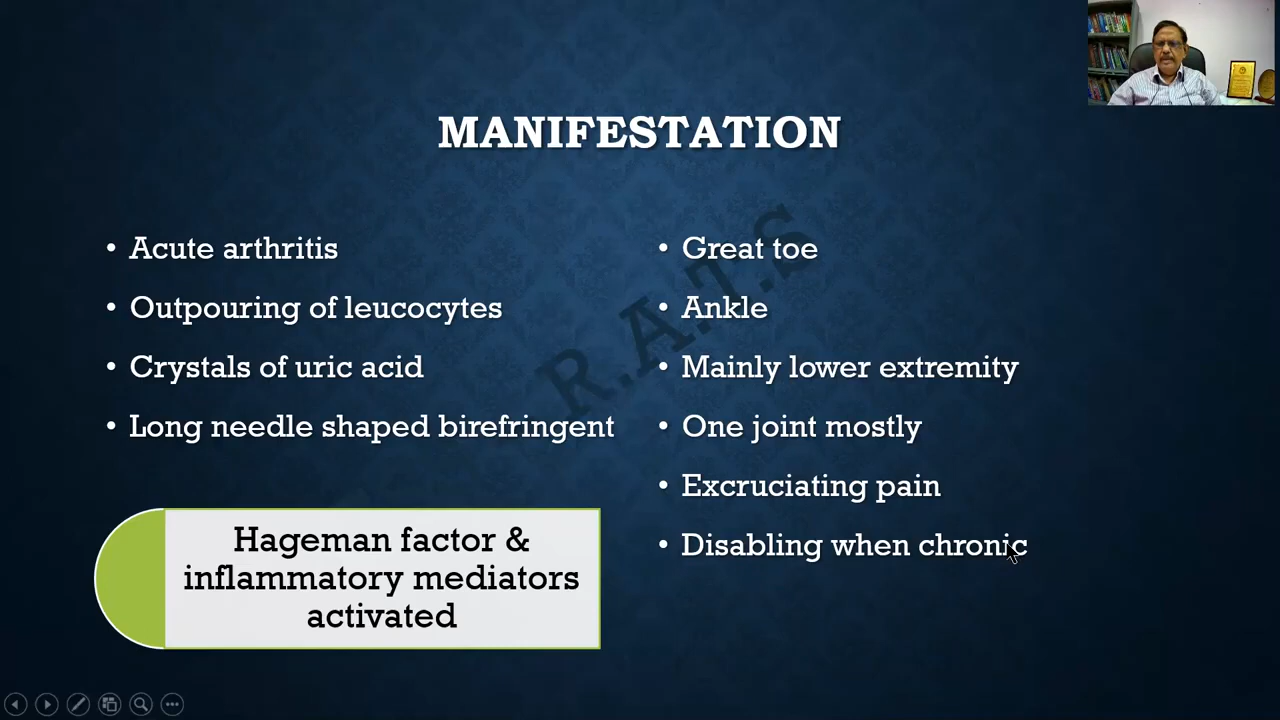 MANIFESTATION
• Acute arthritis
• Outpouring of leucocytes
• Crystals of uric acid
• Long needle shaped birefringent
Hageman factor &
inflammatory mediators
activated
• Great toe
• Ankle
• Mainly lower extremity
• One joint mostly
• Excruciating pain
• Disabling when chronic
R.A.T.S